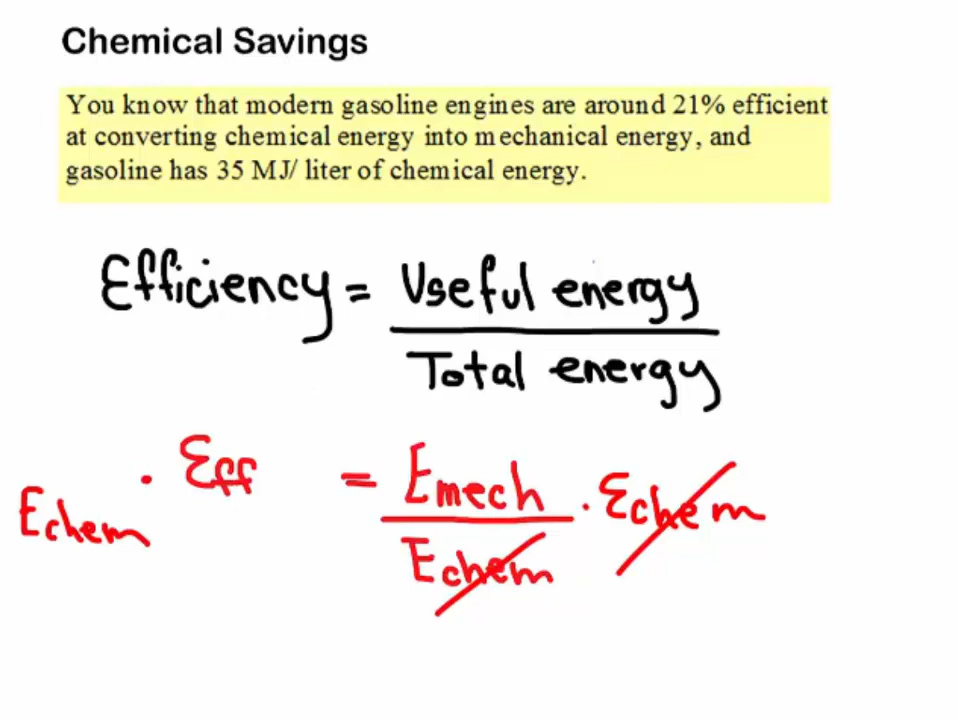 Chemical Savings
You know that modern gasoline engines are around 21% efficient
at converting chemical energy into mechanical energy, and
gasoline has 35 MJ/ liter of chemical energy.
Efficiency = Useful energy
Total energy
Echem · Eff = Emech · Echem
Echem